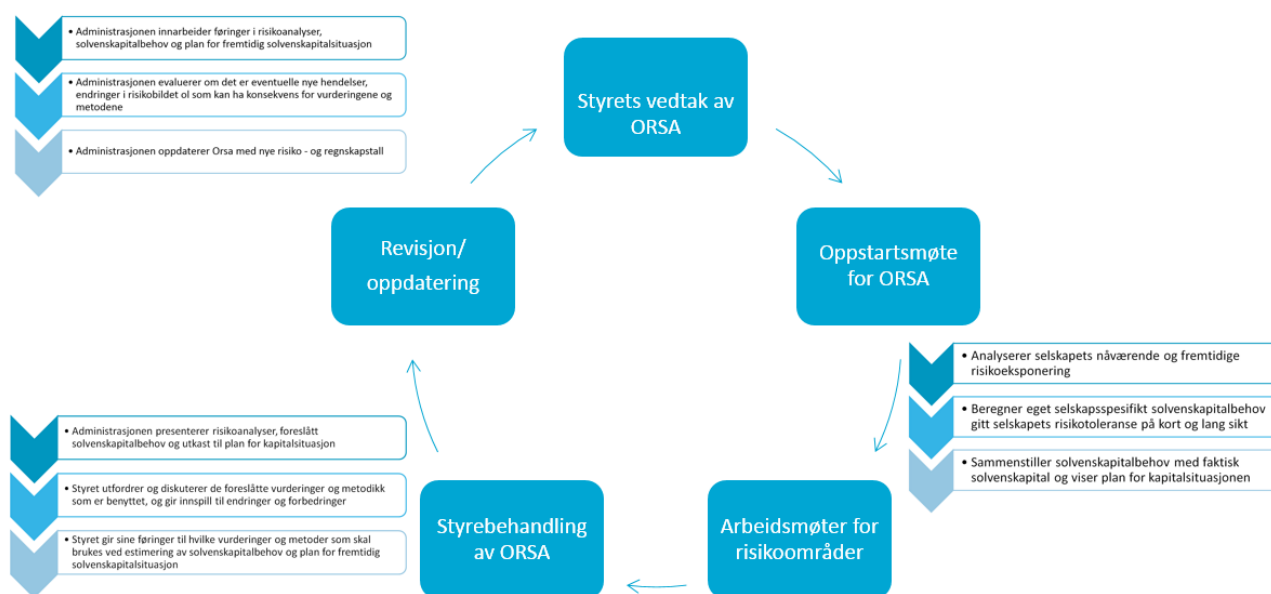 • Administrasjonen innarbeider føringer i risikoanalyser,
solvenskapitalbehov og plan for fremtidig solvenskapitalsituasjon
• Administrasjonen evaluerer om det er eventuelle nye hendelser,
endringer i risikobildet ol som kan ha konsekvens for vurderingene og
metodene
• Administrasjonen oppdaterer Orsa med nye risiko - og regnskapstall
Styrets vedtak av
ORSA
Oppstartsmøte
for ORSA
• Analyserer selskapets nåværende og fremtidige
risikoeksponering
• Beregner eget selskapsspesifikt solvenskapitalbehov
gitt selskapets risikotoleranse på kort og lang sikt
• Sammenstiller solvenskapitalbehov med faktisk
solvenskapital og viser plan for kapitalsituasjonen
Arbeidsmøter for
risikoområder
Styrebehandling
av ORSA
• Administrasjonen presenterer risikoanalyser, foreslått
solvenskapitalbehov og utkast til plan for kapitalsituasjon
• Styret utfordrer og diskuterer de foreslåtte vurderinger og metodikk
som er benyttet, og gir innspill til endringer og forbedringer
• Styret gir sine føringer til hvilke vurderinger og metoder som skal
brukes ved estimering av solvenskapitalbehov og plan for fremtidig
solvenskapitalsituasjon
Revisjon/
oppdatering